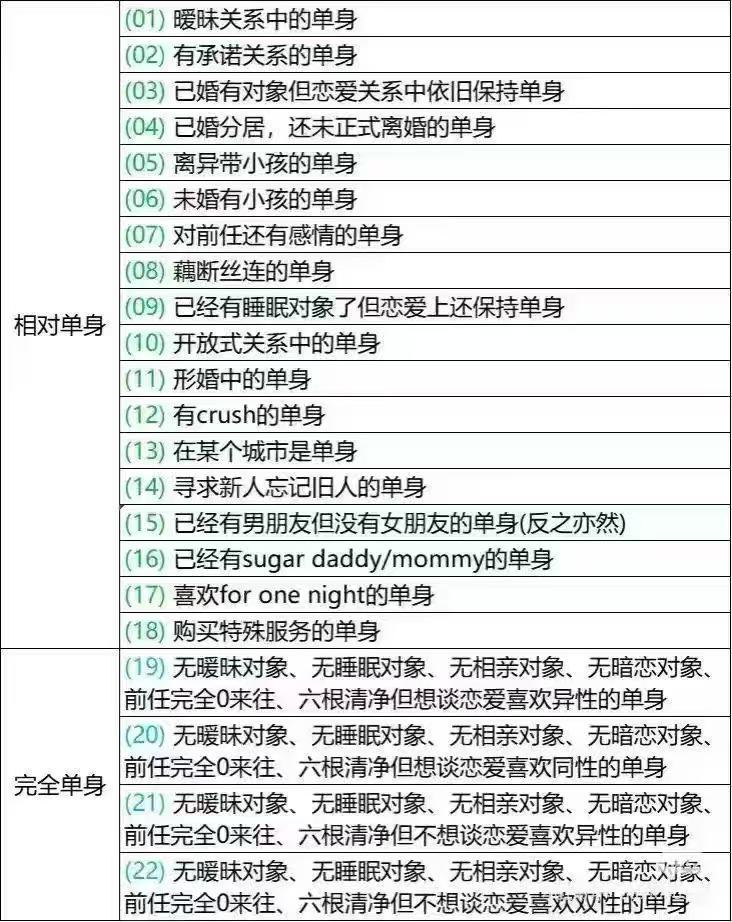 相对单身
(01) 暧昧关系中的单身
(02) 有承诺关系的单身
(03) 已婚有对象但恋爱关系中依旧保持单身
(04) 已婚分居，还未正式离婚的单身
(05) 离异带小孩的单身
(06) 未婚有小孩的单身
(07) 对前任还有感情的单身
(08) 藕断丝连的单身
(09) 已经有睡眠对象了但恋爱上还保持单身
(10) 开放式关系中的单身
(11) 形婚中的单身
(12) 有crush的单身
(13) 在某个城市是单身
(14) 寻求新人忘记旧人的单身
(15) 已经有男朋友但没有女朋友的单身(反之亦然)
(16) 已经有sugar daddy/mommy的单身
(17) 喜欢for one night的单身
(18) 购买特殊服务的单身
完全单身
(19) 无暖昧对象、无睡眠对象、无相亲对象、无暗恋对象、
前任完全0来往、六根清净但想谈恋爱喜欢异性的单身
(20) 无暧昧对象、无睡眠对象、无相亲对象、无暗恋对象、
前任完全0来往、六根清净但想谈恋爱喜欢同性的单身
(21) 无暧昧对象、无睡眠对象、无相亲对象、无暗恋对象、
前任完全0来往、六根清净但不想谈恋爱喜欢异性的单身
(22) 无暧昧对象、无睡眠对象、无相亲对象、无暗恋对象、
前任完全0来往、六根清净但不想谈恋爱喜欢双性的单身